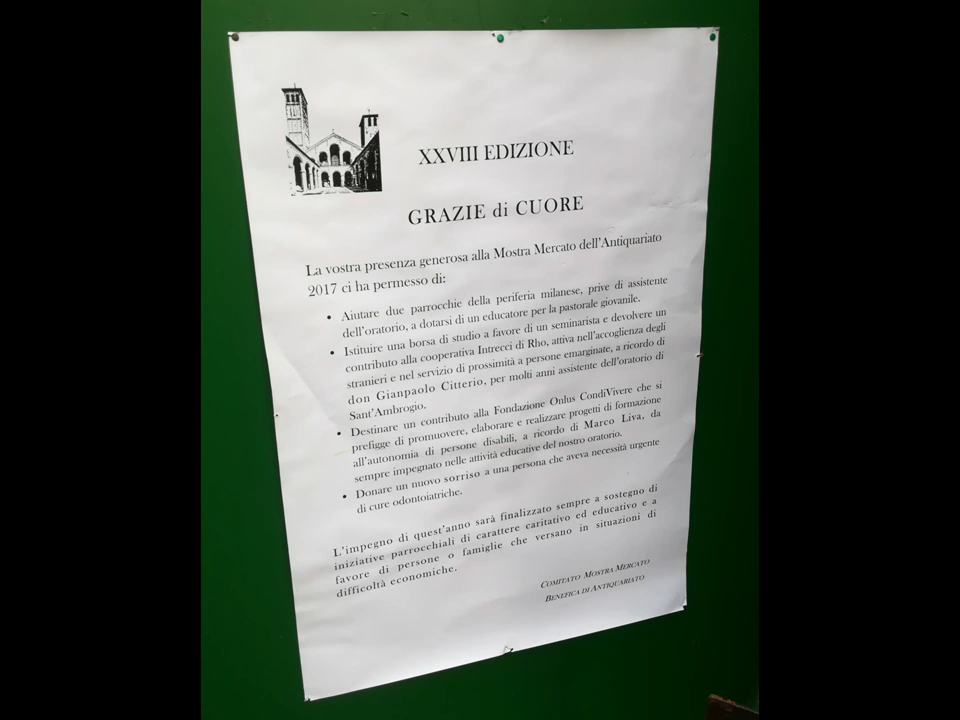 XXVIII EDIZIONE
GRAZIE di CUORE
La vostra presenza generosa alla Mostra Mercato dell'Antiquariato
2017 ci ha permesso di:
• Aiutare due parrocchie della periferia milanese, prive di assistente
dell'oratorio, a dotarsi di un educatore per la pastorale giovanile.
• Istituire una borsa di studio a favore di un seminarista e devolvere un
contributo alla cooperativa Intrecci di Rho, attiva nell'accoglienza degli
stranieri e nel servizio di prossimità a persone emarginate, a ricordo di
don Gianpaolo Citterio, per molti anni assistente dell'oratorio di
Sant'Ambrogio.
• Destinare un contributo alla Fondazione Onlus CondiVivere che si
prefigge di promuovere, elaborare e realizzare progetti di formazione
all'autonomia di persone disabili, a ricordo di Marco Liva, da
sempre impegnato nelle attività educative del nostro oratorio.
• Donare un nuovo sorriso a una persona che aveva necessità urgente
di cure odontoiatriche.
L'impegno di quest'anno sarà finalizzato sempre a sostegno di
iniziative parrocchiali di carattere caritativo ed educativo e a
favore di persone o famiglie che versano in situazioni di
difficoltà economiche.
COMITATO MOSTRA MERCATO
BENEFICA DI ANTIQUARIATO